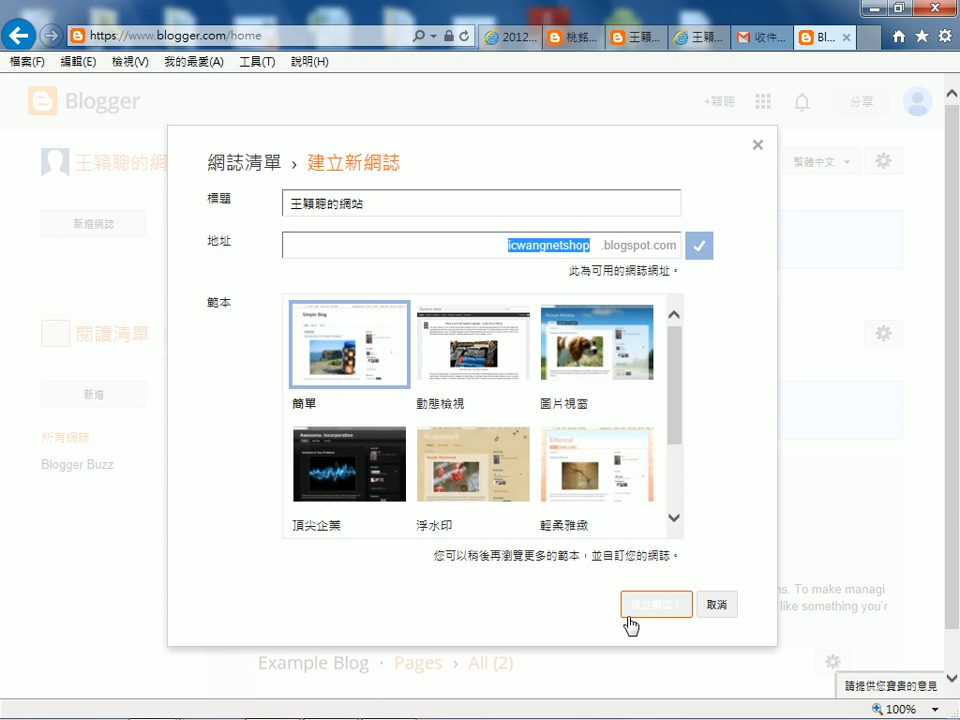 https://www.blogger.com/home
2012...
桃銘...
王穎...
王穎...
收件...
Bl...
檔案(F) 編輯(E) 檢視(V) 我的最愛(A) 工具(T) 說明(H)
Blogger
+穎聰
分享
王穎聰的網
繁體中文
新增網誌
閱讀清單
新增
所有網誌
Blogger Buzz
網誌清單 › 建立新網誌
標題
王穎聰的網站
地址
icwangnetshop .blogspot.com
此為可用的網誌網址。
範本
簡單
動態檢視
圖片視窗
頂尖企業
浮水印
輕柔雅緻
您可以稍後再瀏覽更多的範本，並自訂您的網誌。
建立網誌！
取消
ns. To make managi
like something you'r
Example Blog · Pages › All (2)
請提供您寶貴的意見
100%